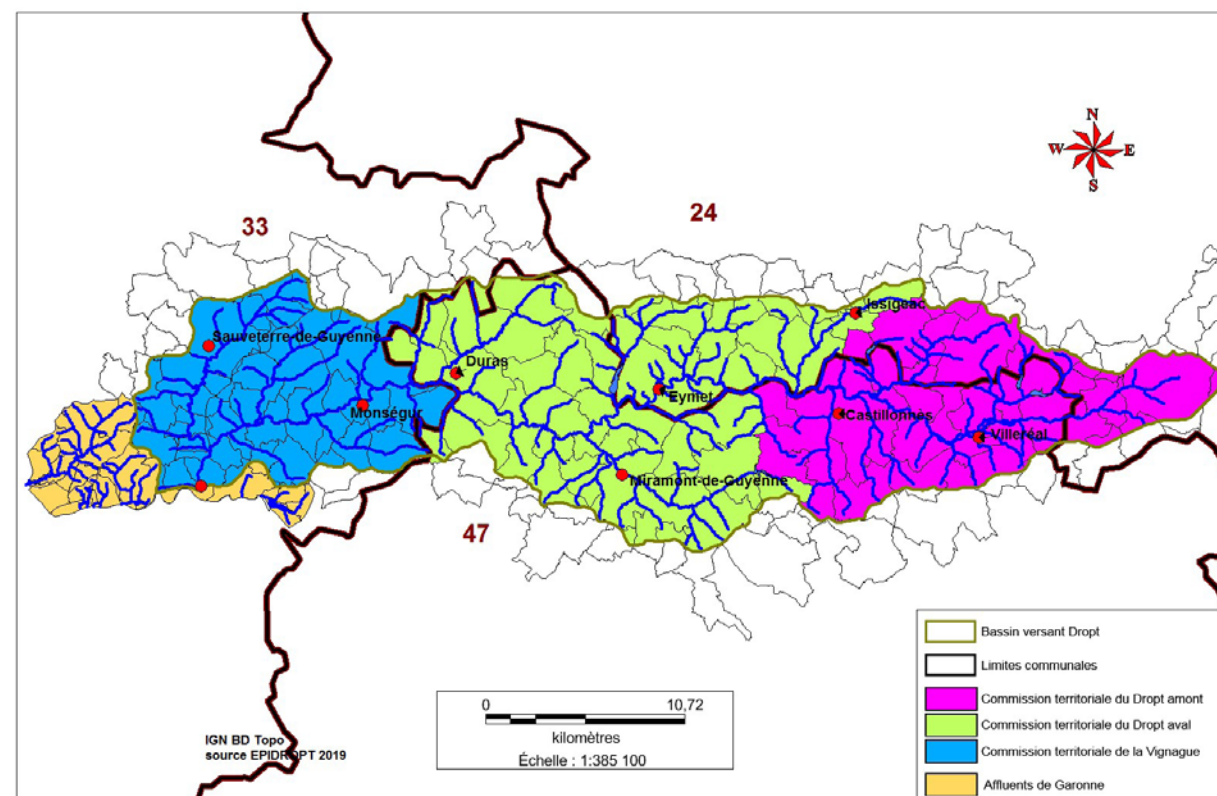 N
W E
S
33
24
Issigeac
Sauveterre-de-Guyenne
Duras
Eymet
Monségur
Castillonnès
Villeréal
Miramont-de-Guyenne
47
0 10,72
kilomètres
Échelle : 1:385 100
IGN BD Topo
source EPIDROPT 2019
Bassin versant Dropt
Limites communales
Commission territoriale du Dropt amont
Commission territoriale du Dropt aval
Commission territoriale de la Vignague
Affluents de Garonne